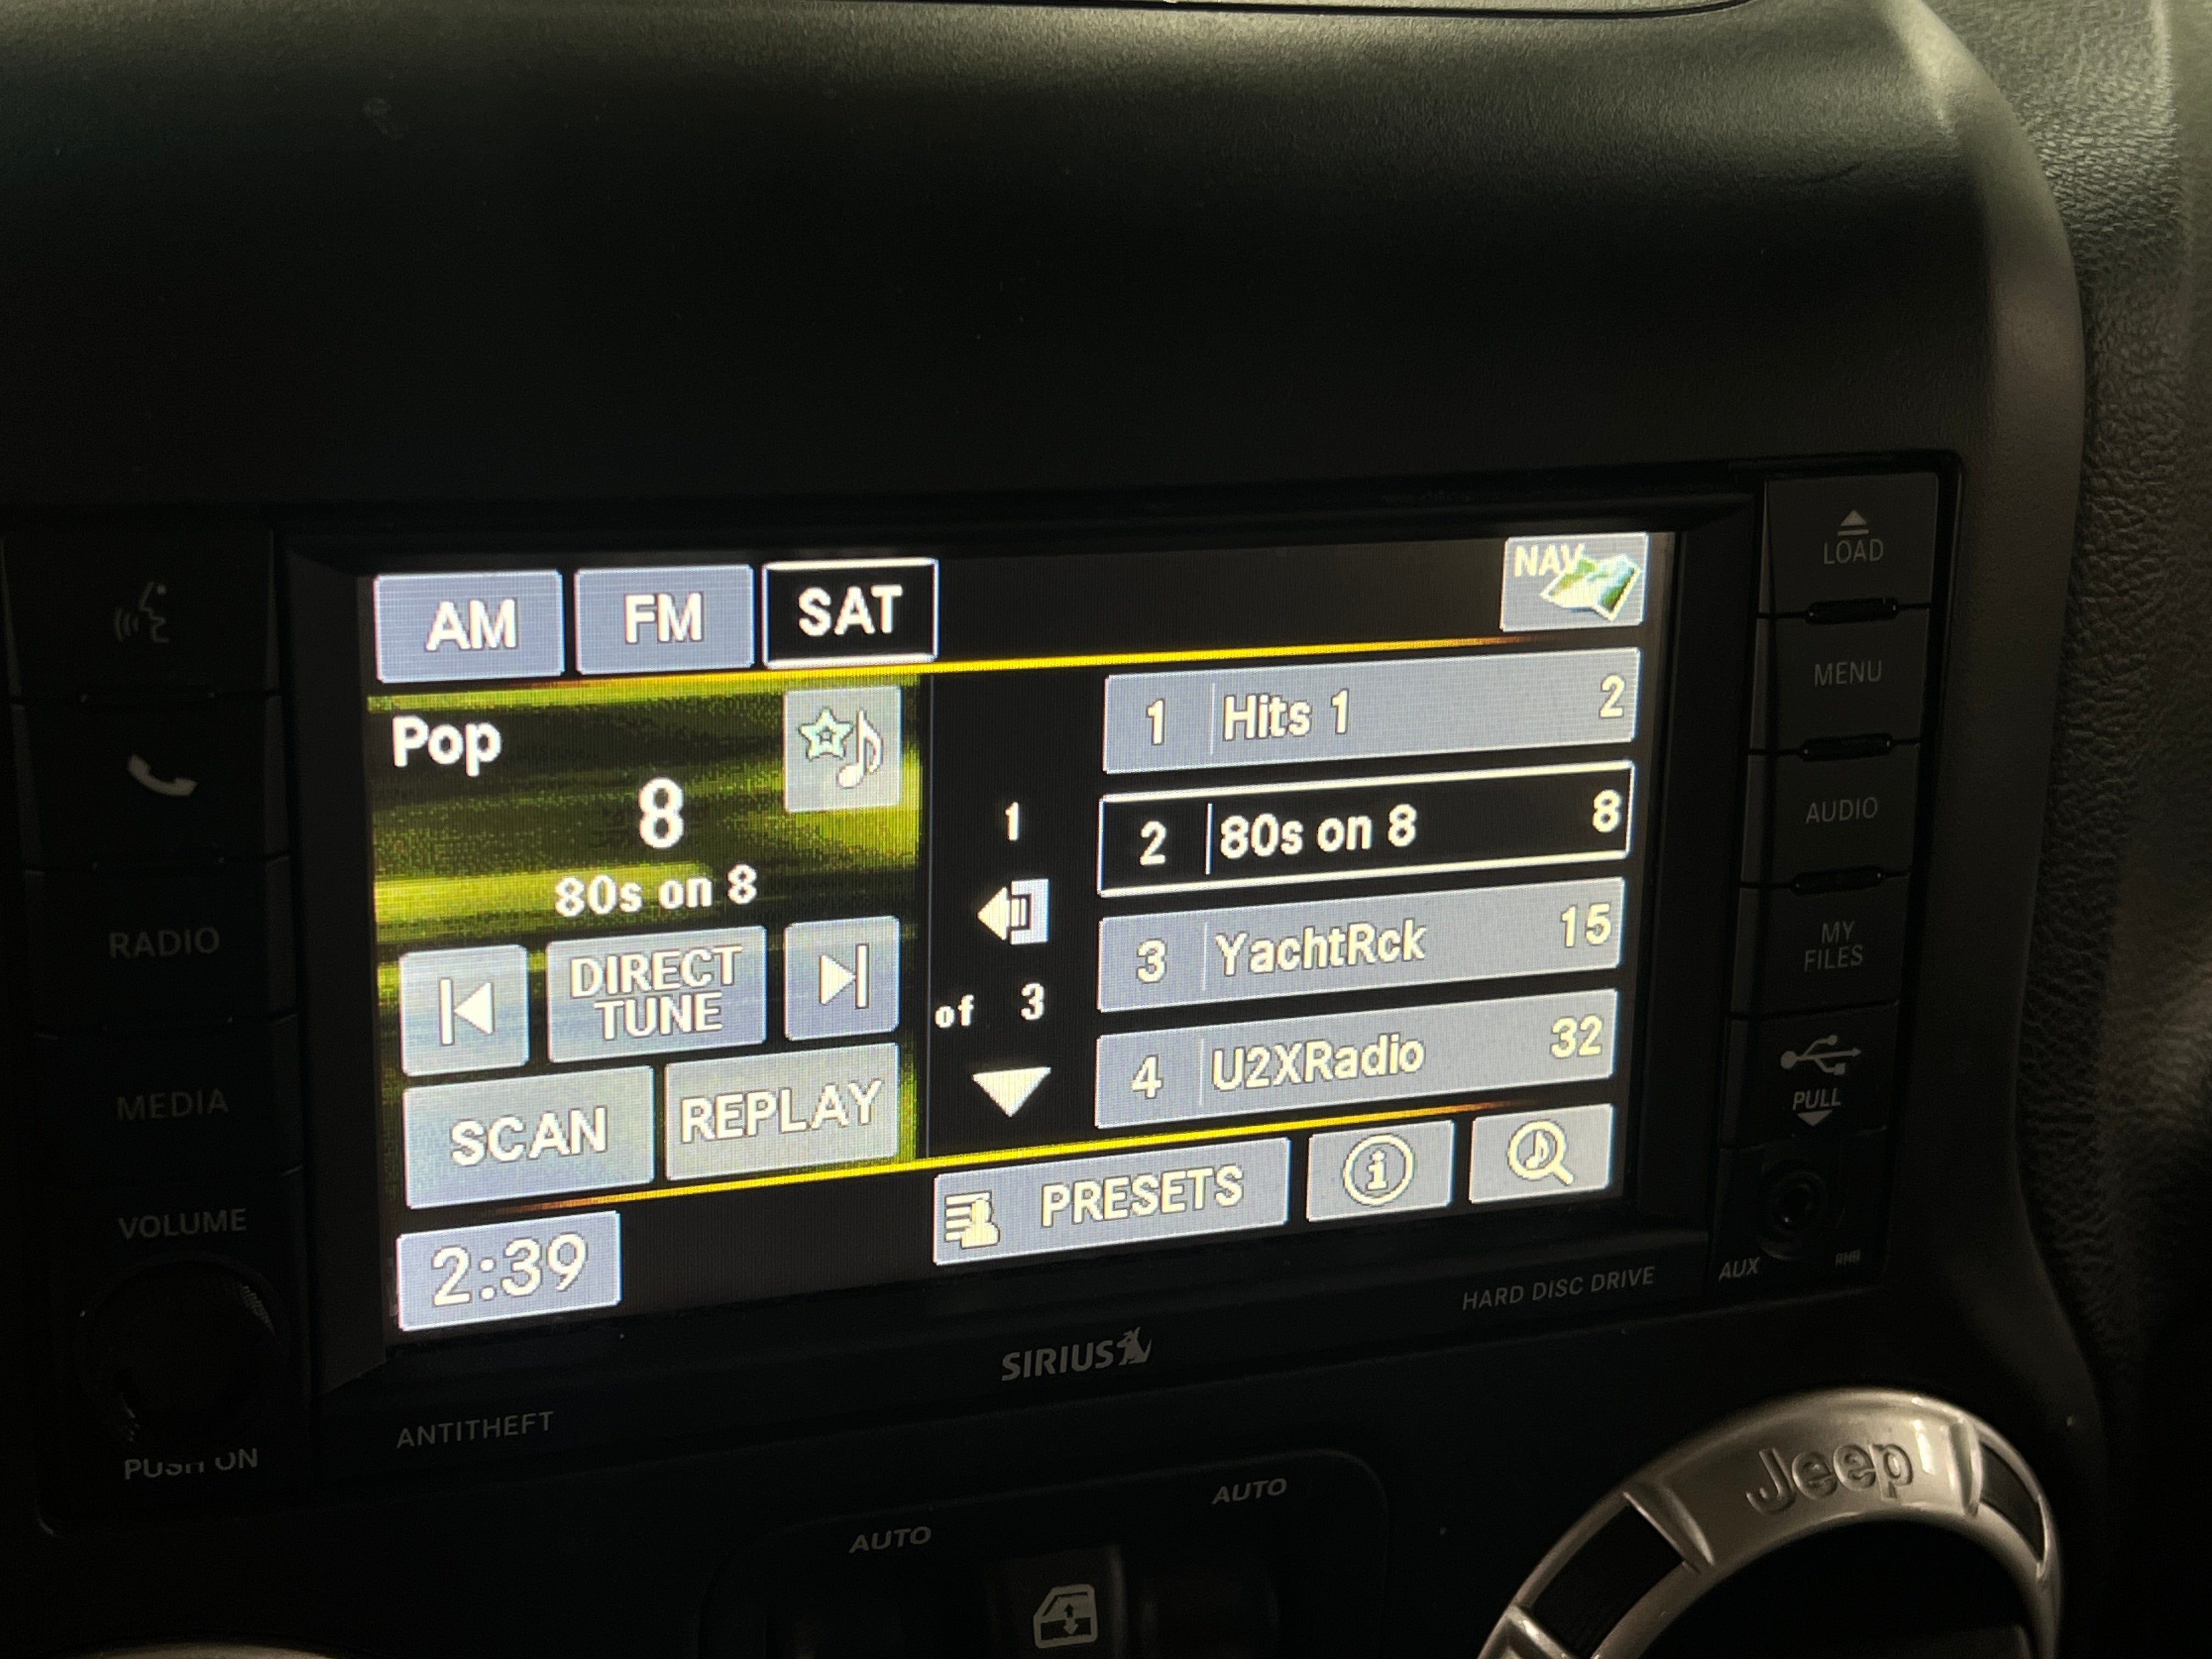 AM FM SAT NAV
Pop
8
80s on 8
DIRECT
TUNE
SCAN REPLAY
2:39
1
of 3
1 Hits 1 2
2 80s on 8 8
3 YachtRck 15
4 U2XRadio 32
PRESETS
RADIO
MEDIA
VOLUME
PUSH ON
LOAD
MENU
AUDIO
MY
FILES
PULL
AUX
RHB
HARD DISC DRIVE
SIRIUS
ANTITHEFT
AUTO AUTO
Jeep